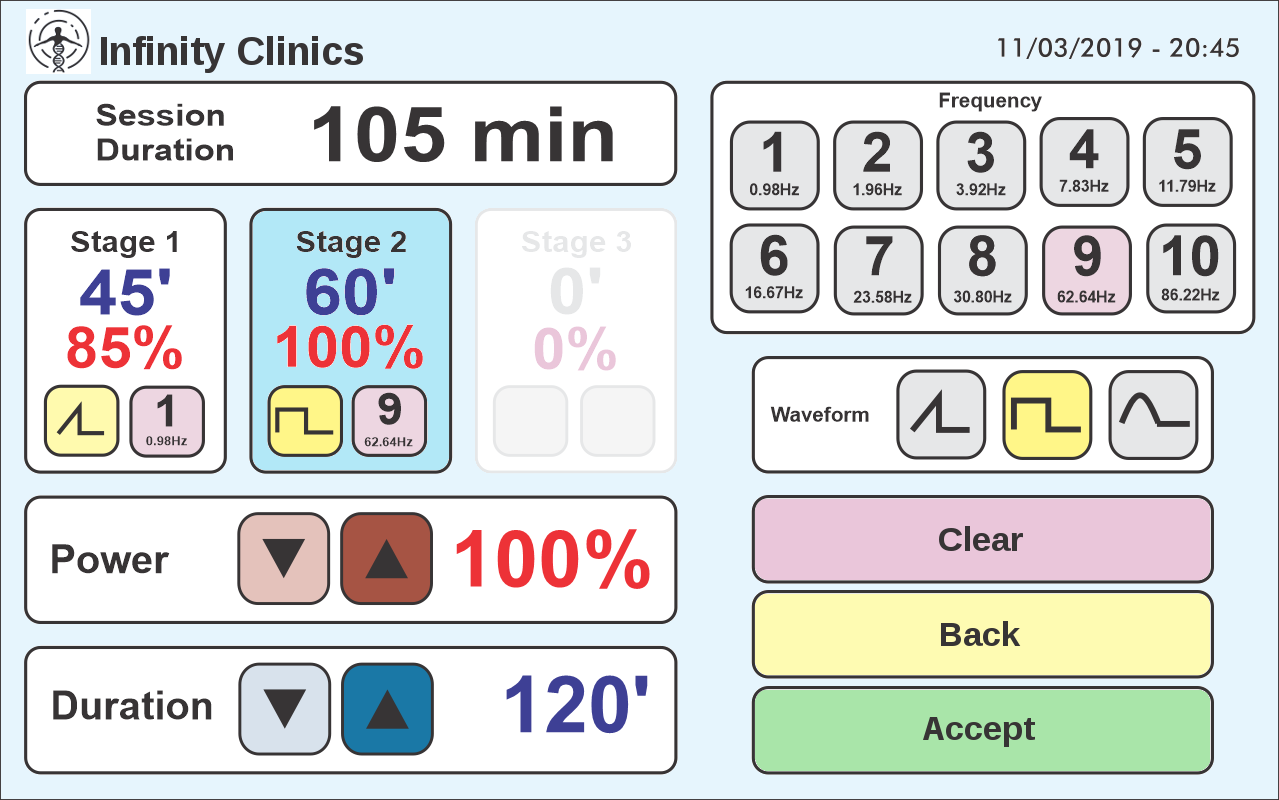 Infinity Clinics
11/03/2019 - 20:45
Session
Duration
105 min
Stage 1
45'
85%
1
0.98Hz
Stage 2
60'
100%
9
62.64Hz
Stage 3
0'
0%
Power
100%
Duration
120'
Frequency
1 2 3 4 5
0.98Hz 1.96Hz 3.92Hz 7.83Hz 11.79Hz
6 7 8 9 10
16.67Hz 23.58Hz 30.80Hz 62.64Hz 86.22Hz
Waveform
Clear
Back
Accept